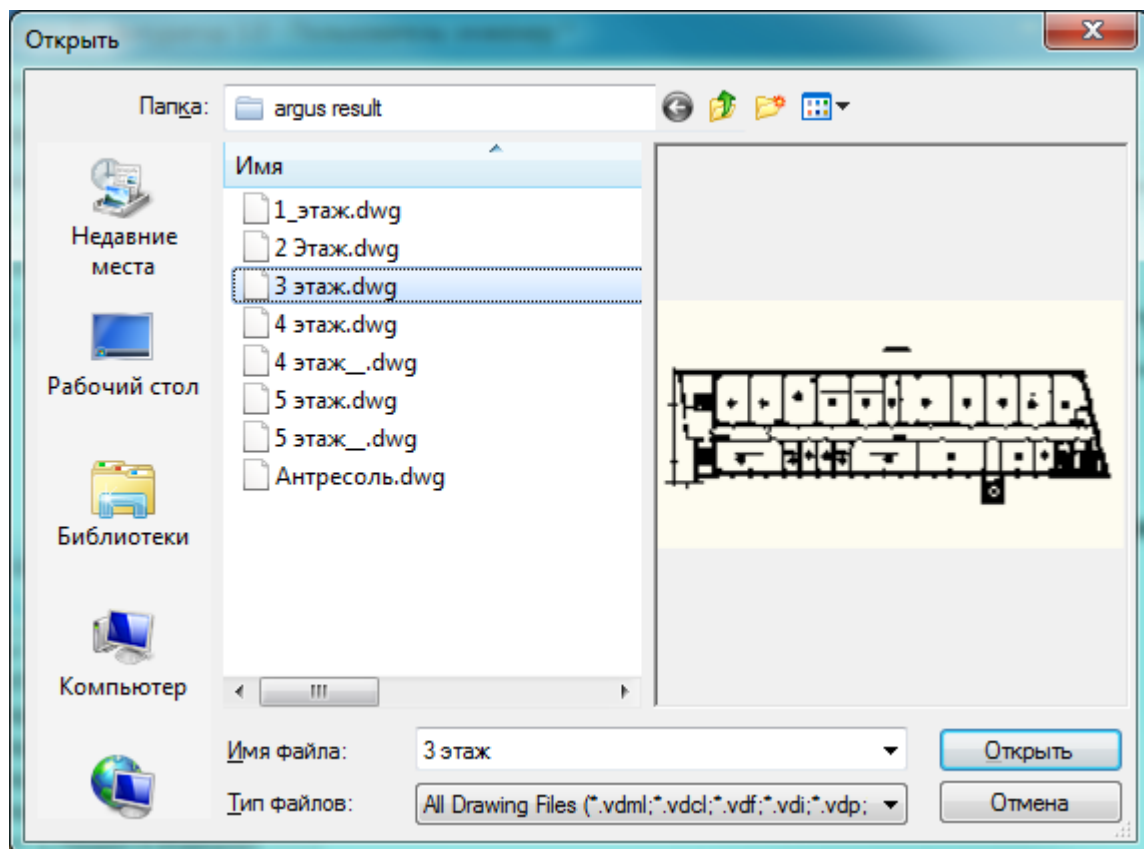 Открыть
Папка:
argus result
Имя
1_этаж.dwg
2 Этаж.dwg
3 этаж.dwg
4 этаж.dwg
4 этаж__.dwg
5 этаж.dwg
5 этаж__.dwg
Антресоль.dwg
Недавние
места
Рабочий стол
Библиотеки
Компьютер
Имя файла:
3 этаж
Открыть
Тип файлов:
All Drawing Files (*.vdml;*.vdcl;*.vdf;*.vdi;*.vdp;
Отмена